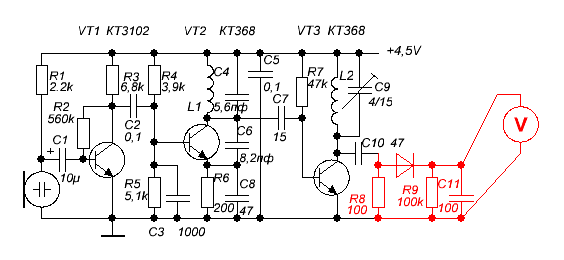 VT1 KT3102 VT2 KT368 VT3 KT368
+4,5V
R1
2.2k
R2
560k
C1
+
10μ
R3
6,8k
C2
0,1
R4
3,9k
R5
5,1k
C3 1000
L1
C4
5,6пф
C5
0,1
C6
8,2пф
R6
200
C8
47
C7
15
R7
47k
L2
C9
4/15
C10 47
R8
100
R9
100k
C11
100
V